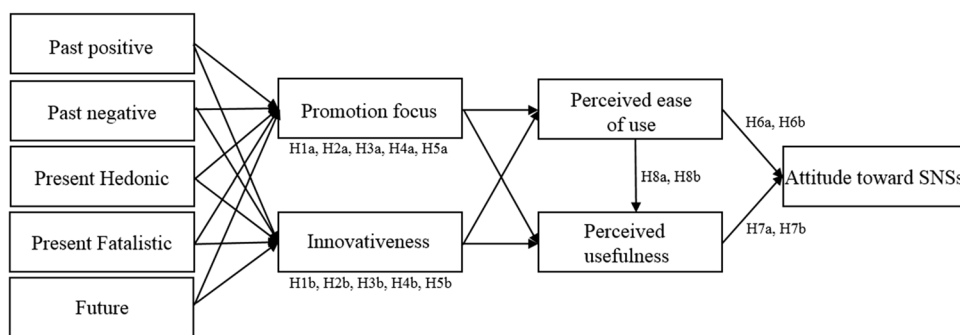 Past positive
Past negative
Present Hedonic
Present Fatalistic
Future
Promotion focus
H1a, H2a, H3a, H4a, H5a
Innovativeness
H1b, H2b, H3b, H4b, H5b
Perceived ease
of use
H8a, H8b
Perceived
usefulness
H6a, H6b
Attitude toward SNSs
H7a, H7b